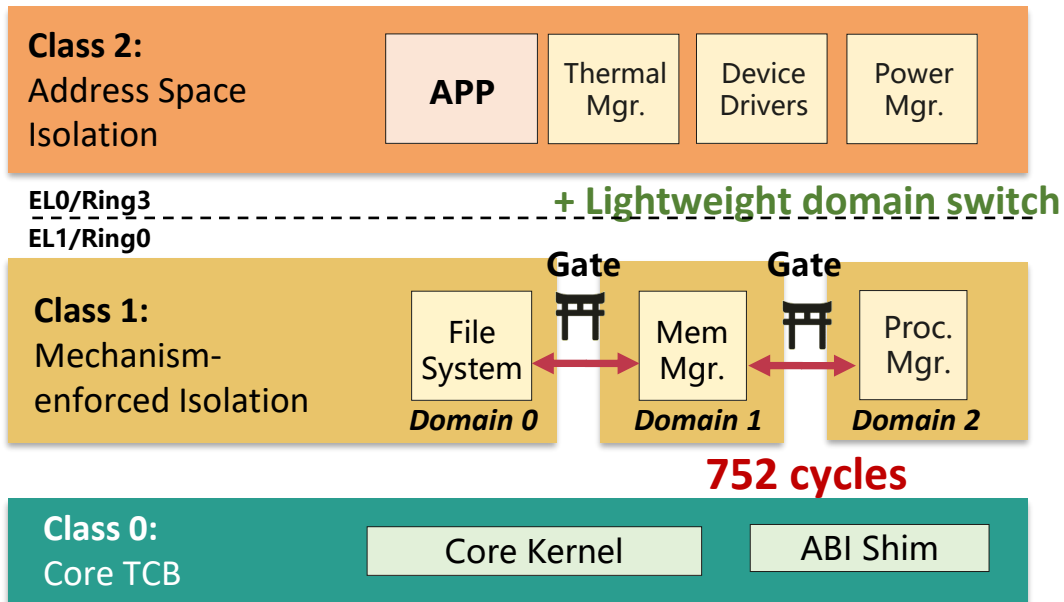 Class 2:
Address Space
Isolation
APP
Thermal
Mgr.
Device
Drivers
Power
Mgr.
EL0/Ring3
+ Lightweight domain switch
EL1/Ring0
Gate
Gate
Class 1:
Mechanism-
enforced Isolation
File
System
Domain 0
Mem
Mgr.
Domain 1
Proc.
Mgr.
Domain 2
752 cycles
Class 0:
Core TCB
Core Kernel
ABI Shim